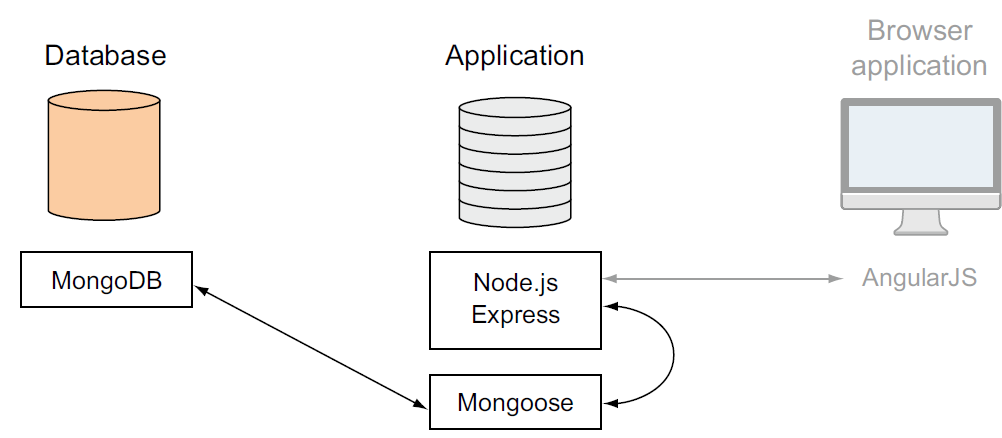 Database
Application
Browser
application
MongoDB
Node.js
Express
AngularJS
Mongoose